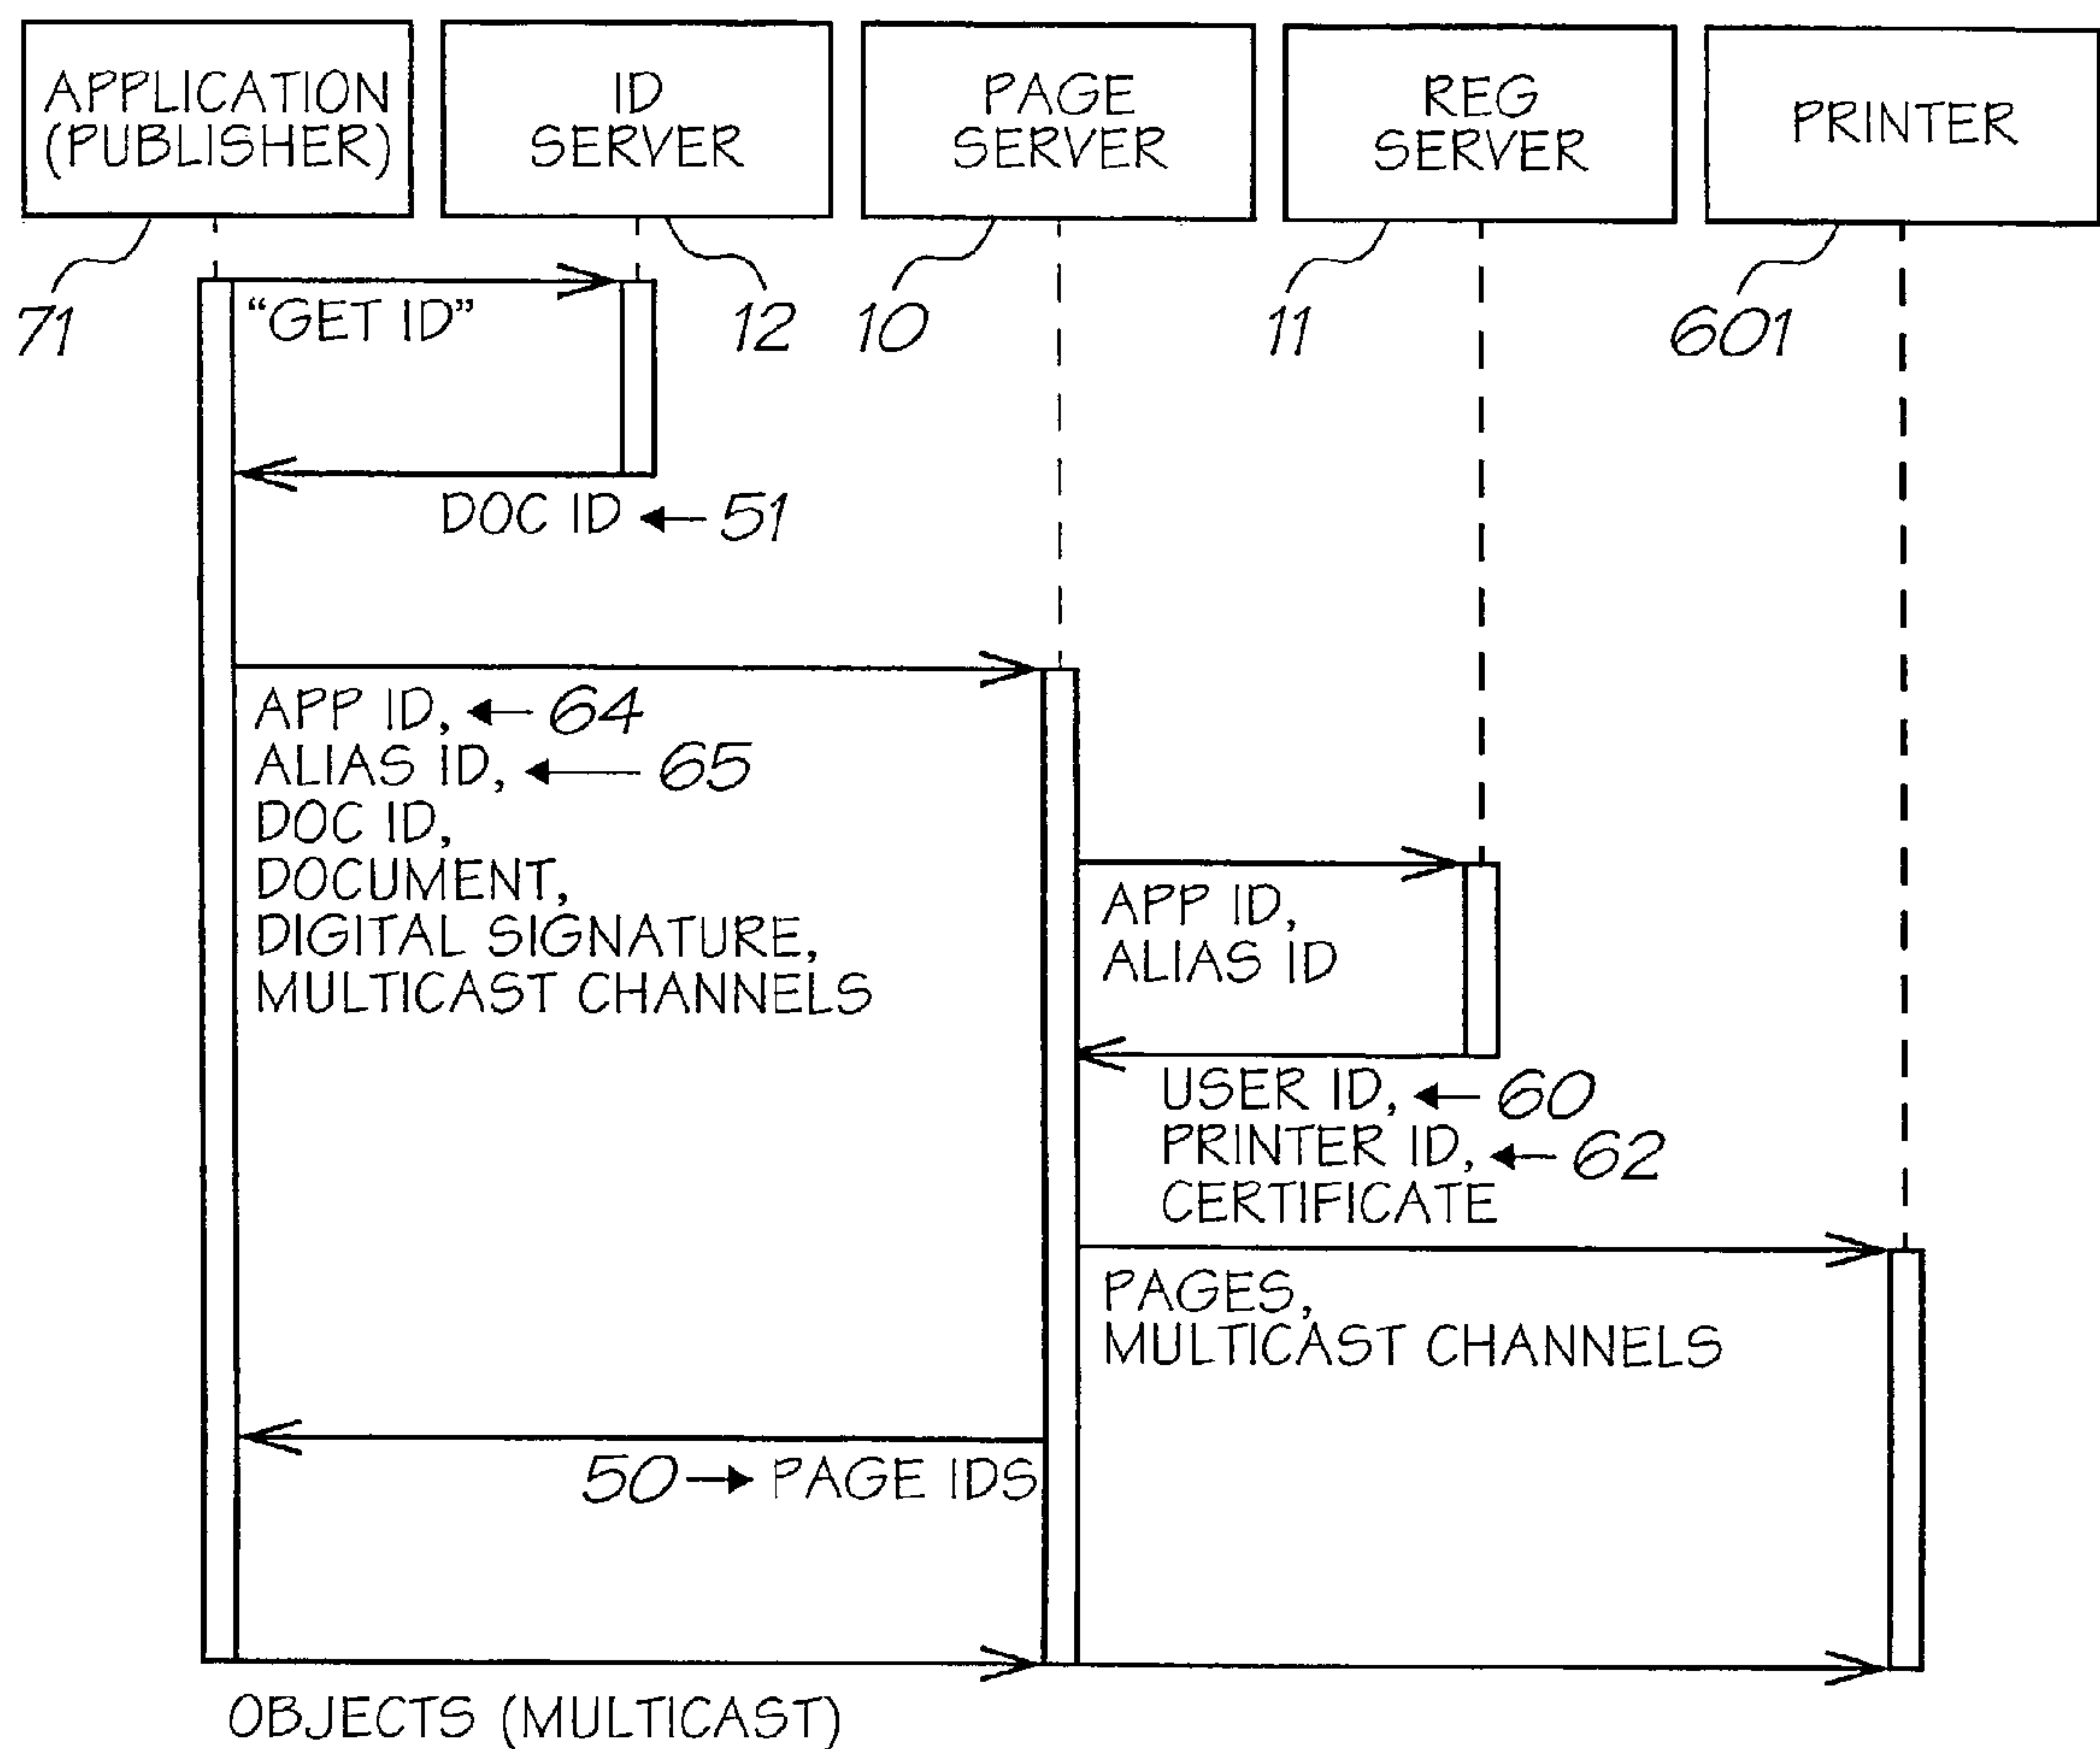 APPLICATION
(PUBLISHER)
ID
SERVER
PAGE
SERVER
REG
SERVER
PRINTER
71
12
10
11
601
"GET ID"
DOC ID 51
APP ID, 64
ALIAS ID, 65
DOC ID,
DOCUMENT,
DIGITAL SIGNATURE,
MULTICAST CHANNELS
APP ID,
ALIAS ID
USER ID, 60
PRINTER ID, 62
CERTIFICATE
PAGES,
MULTICAST CHANNELS
50 PAGE IDS
OBJECTS (MULTICAST)